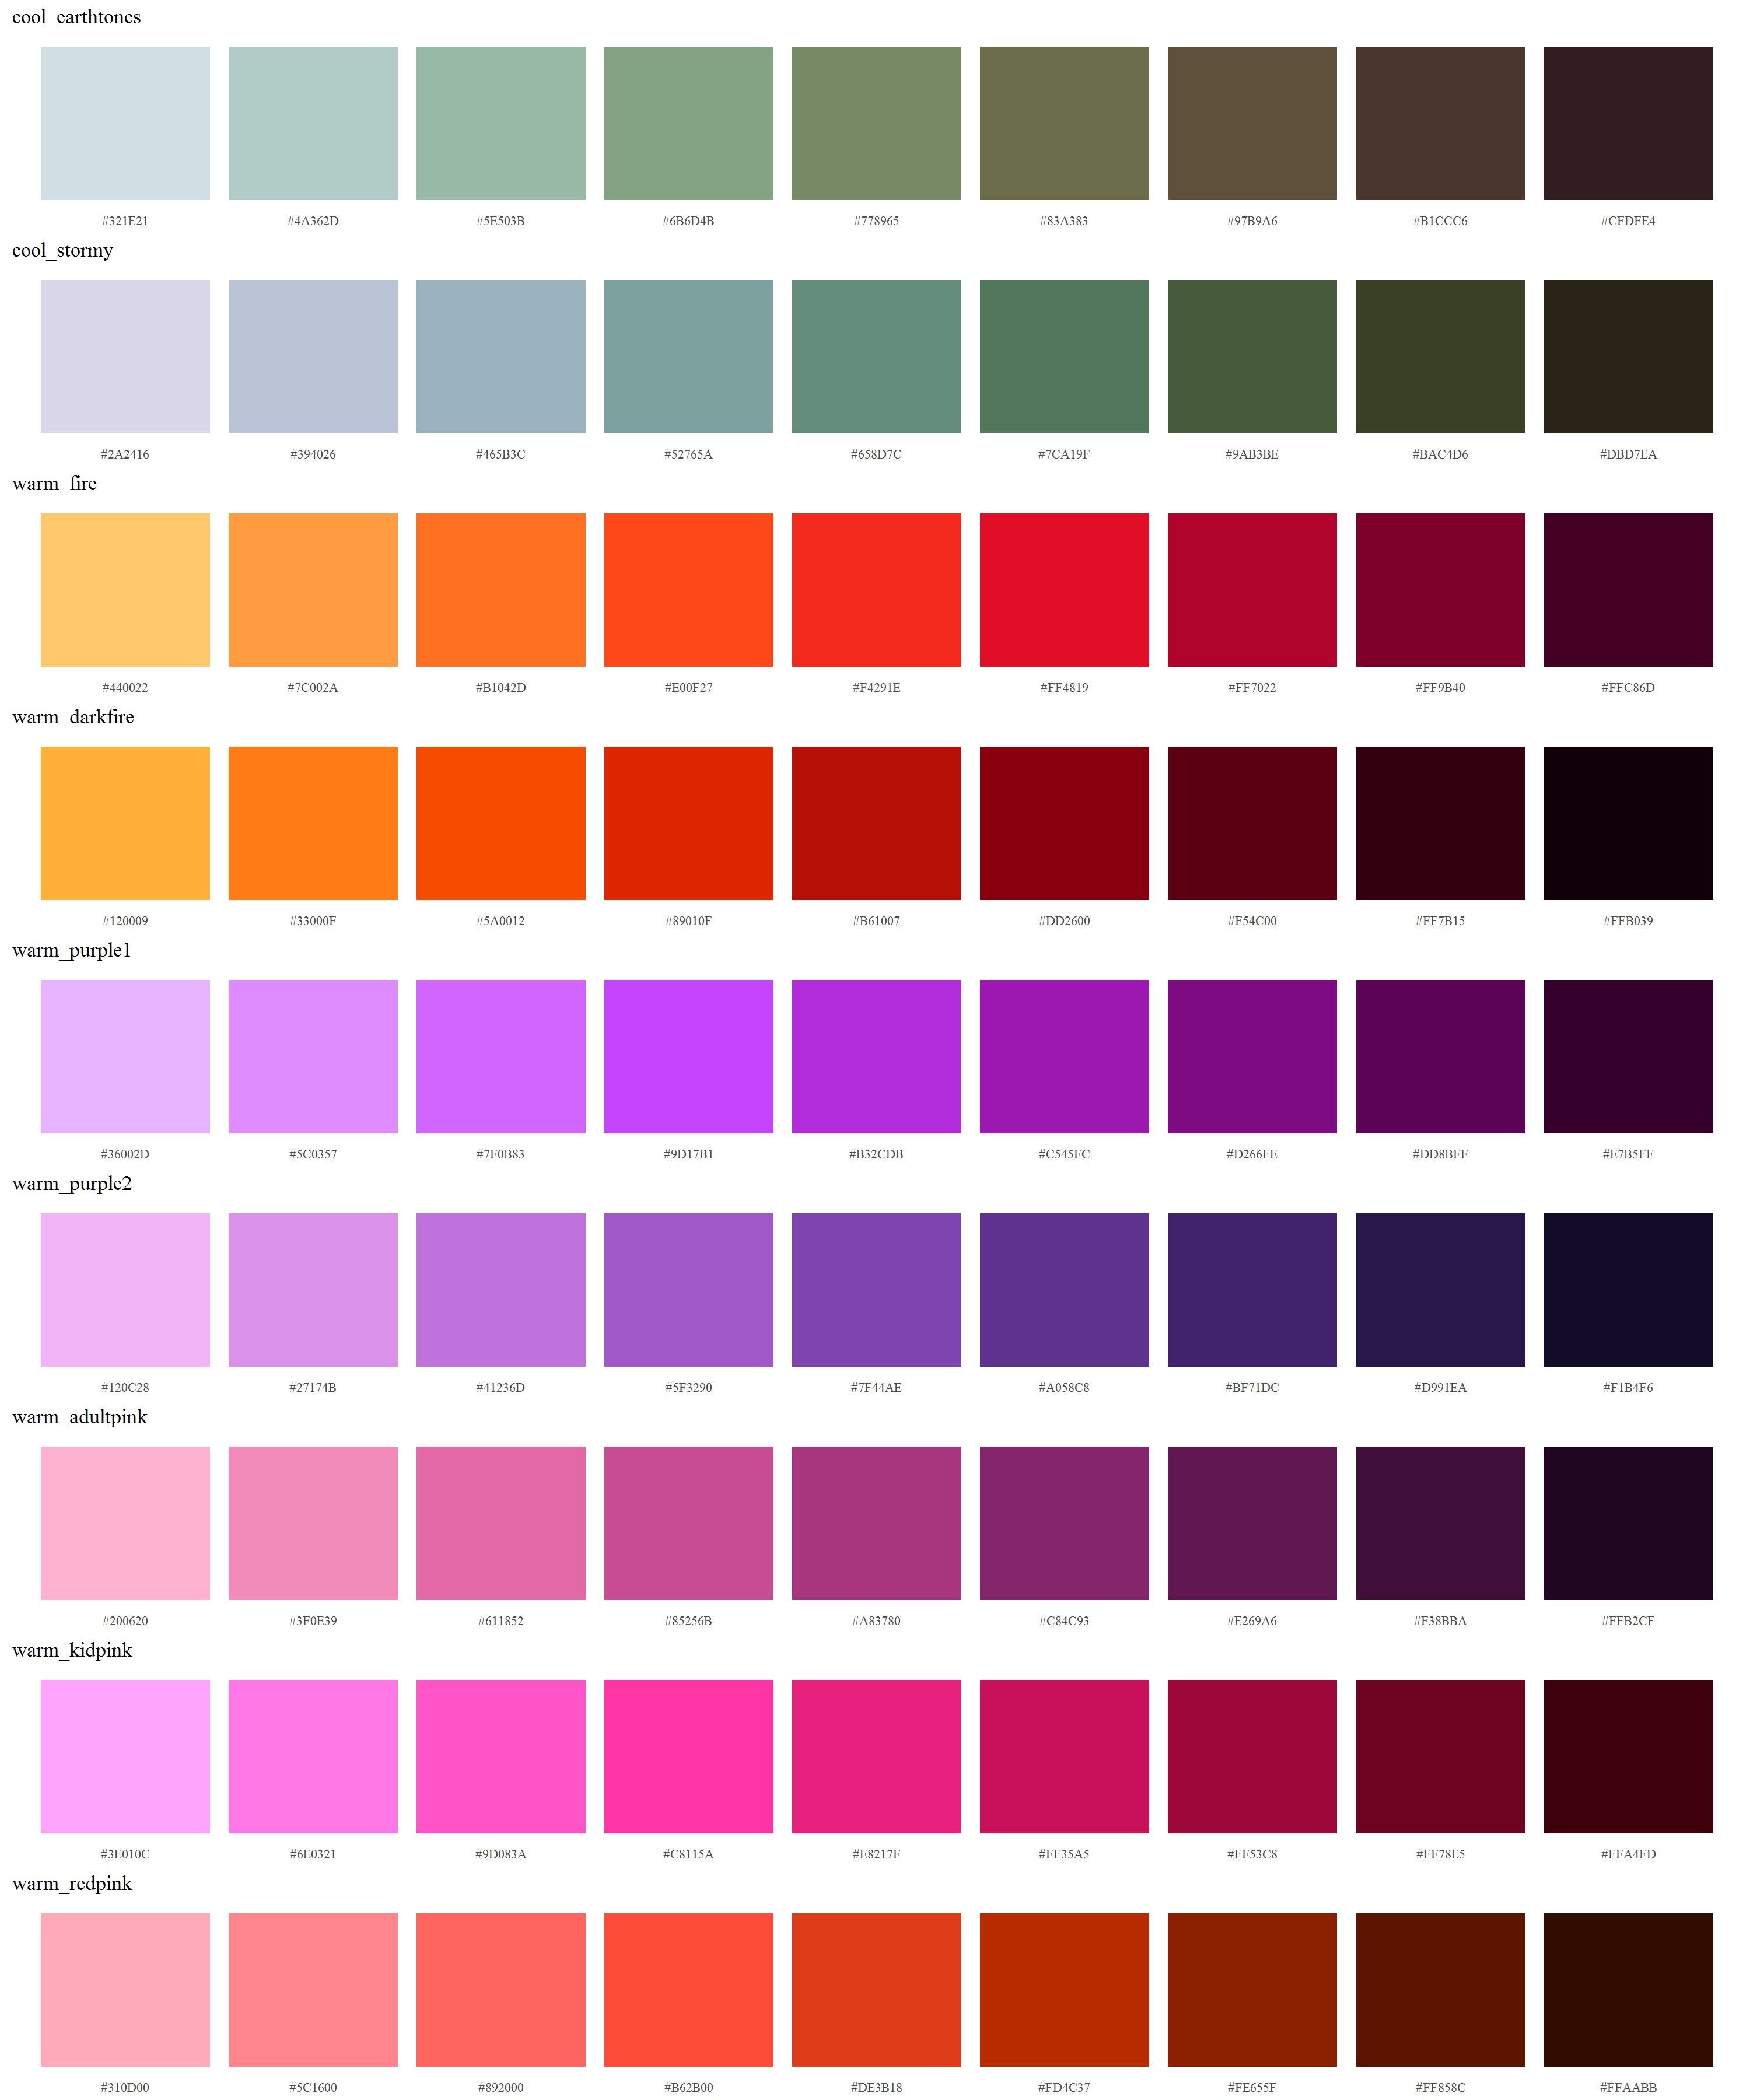 cool_earthtones
#321E21 #4A362D #5E503B #6B6D4B #778965 #83A383 #97B9A6 #B1CCC6 #CFDFE4
cool_stormy
#2A2416 #394026 #465B3C #52765A #658D7C #7CA19F #9AB3BE #BAC4D6 #DBD7EA
warm_fire
#440022 #7C002A #B1042D #E00F27 #F4291E #FF4819 #FF7022 #FF9B40 #FFC86D
warm_darkfire
#120009 #33000F #5A0012 #89010F #B61007 #DD2600 #F54C00 #FF7B15 #FFB039
warm_purple1
#36002D #5C0357 #7F0B83 #9D17B1 #B32CDB #C545FC #D266FE #DD8BFF #E7B5FF
warm_purple2
#120C28 #27174B #41236D #5F3290 #7F44AE #A058C8 #BF71DC #D991EA #F1B4F6
warm_adultpink
#200620 #3F0E39 #611852 #85256B #A83780 #C84C93 #E269A6 #F38BBA #FFB2CF
warm_kidpink
#3E010C #6E0321 #9D083A #C8115A #E8217F #FF35A5 #FF53C8 #FF78E5 #FFA4FD
warm_redpink
#310D00 #5C1600 #892000 #B62B00 #DE3B18 #FD4C37 #FE655F #FF858C #FFAABB